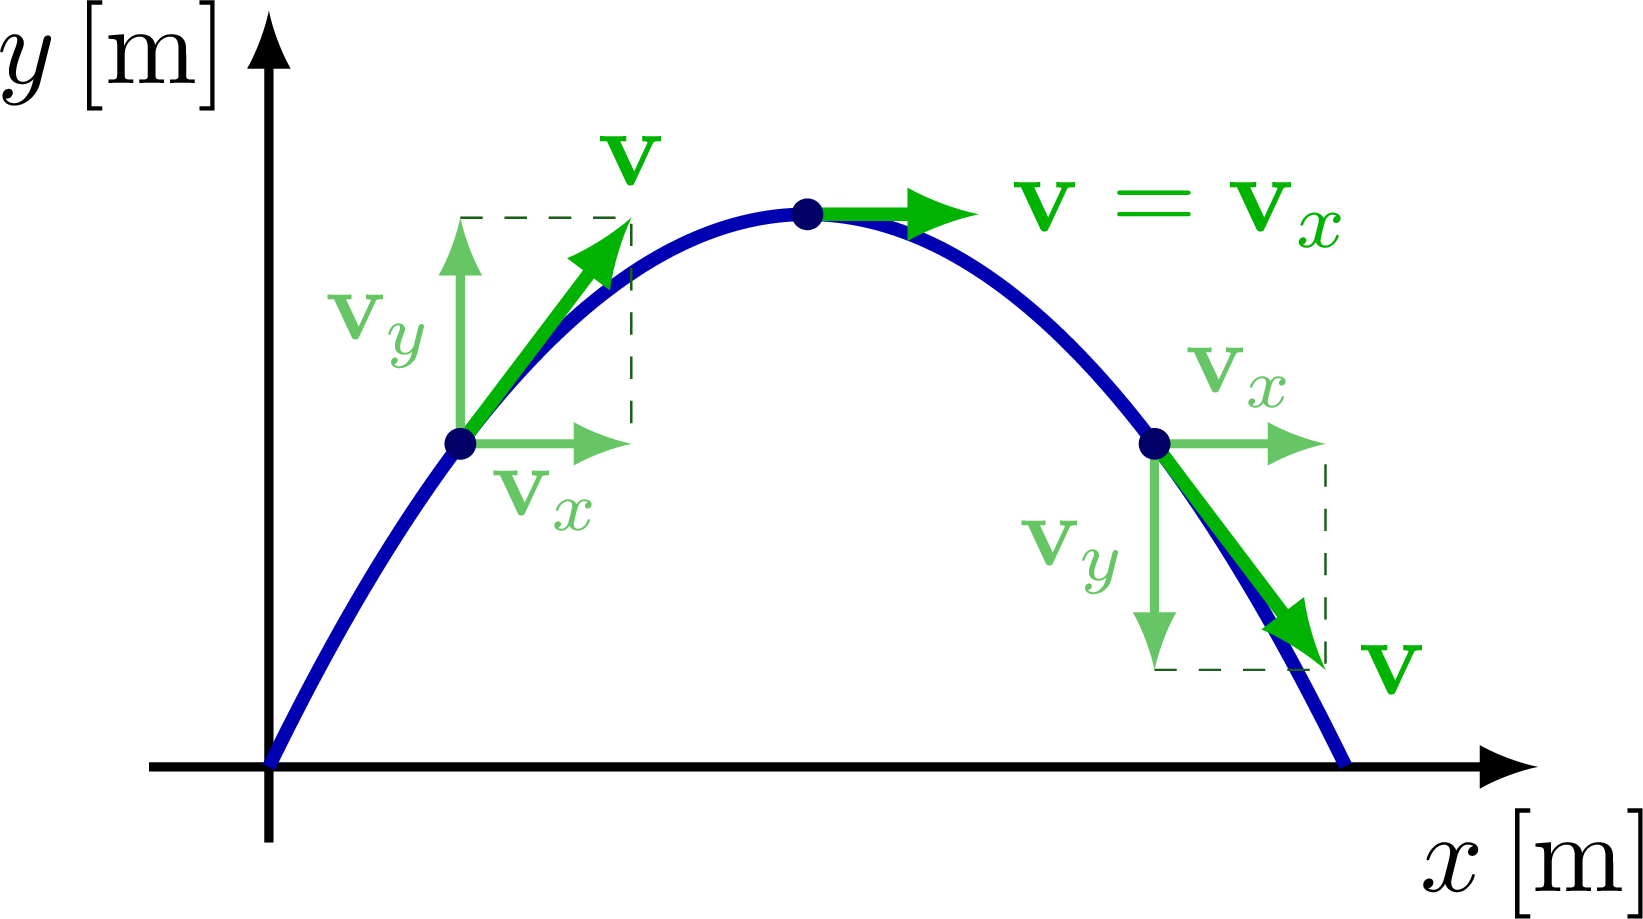 y [m]
v
v = v_x
v_y
v_x
v_x
v_y
v
x [m]